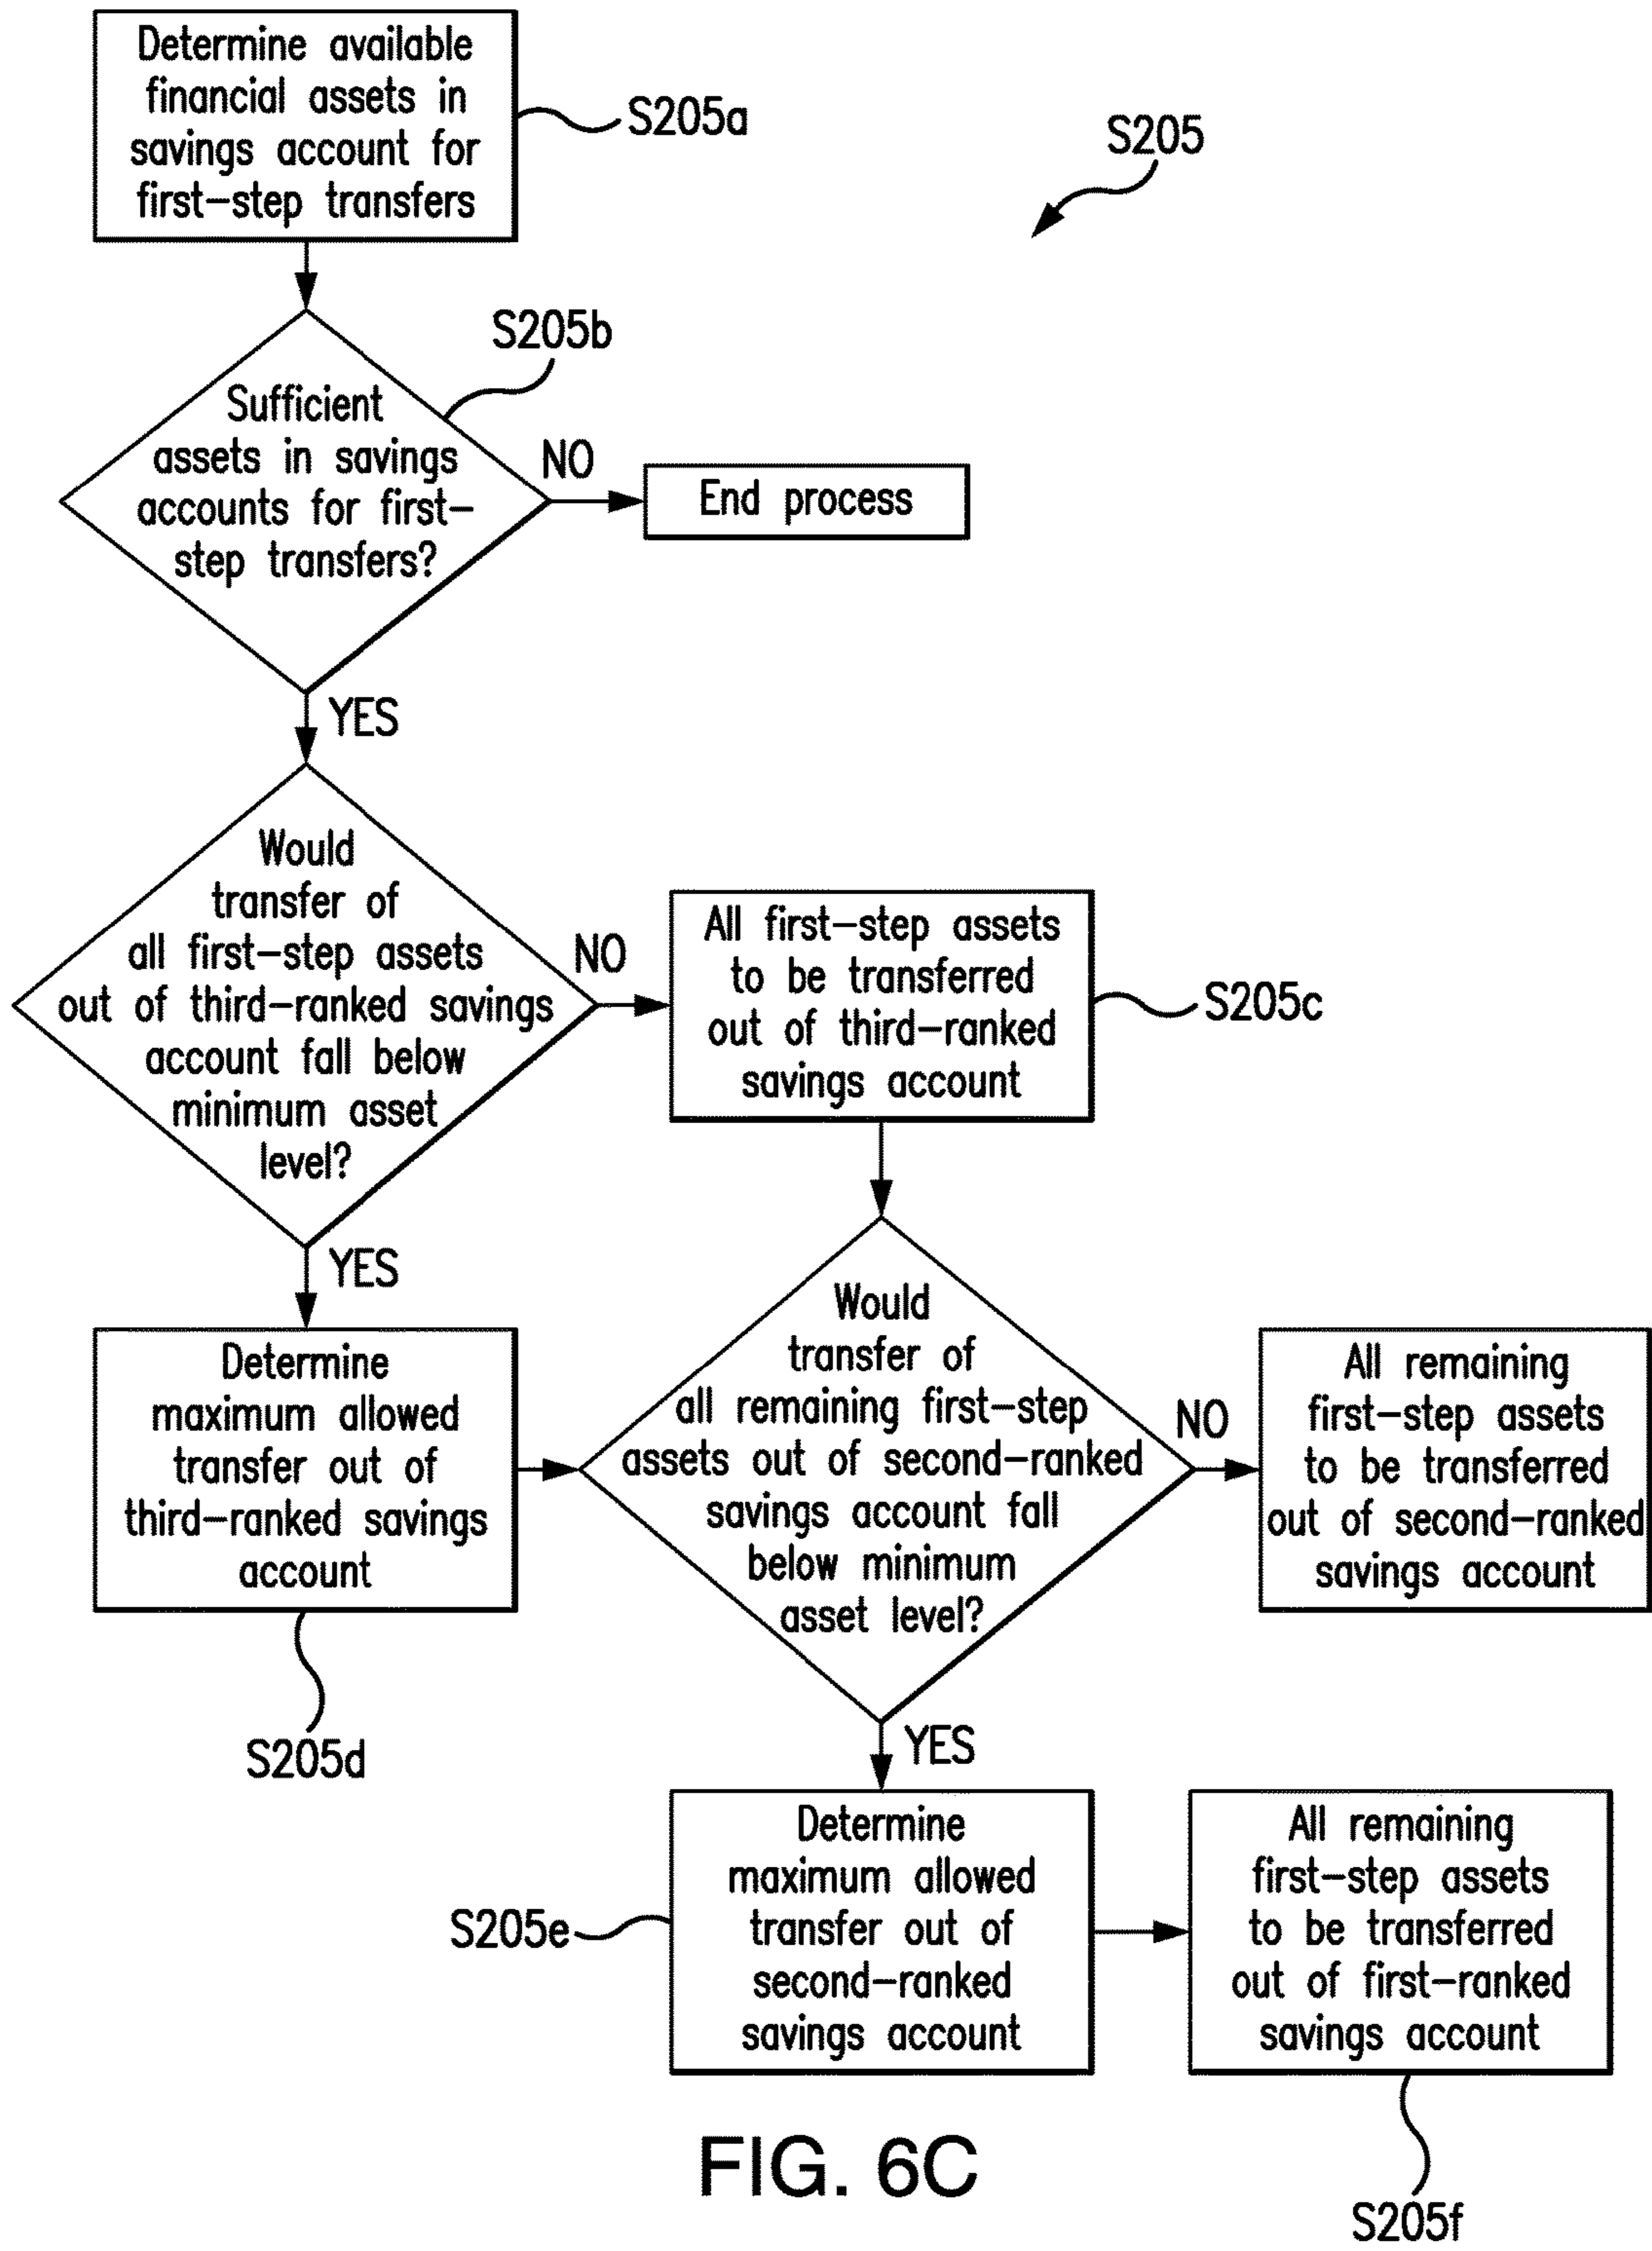 Determine available
financial assets in
savings account for
first-step transfers
S205a
S205
S205b
Sufficient
assets in savings
accounts for first-
step transfers?
NO
End process
YES
Would
transfer of
all first-step assets
out of third-ranked savings
account fall below
minimum asset
level?
NO
All first-step assets
to be transferred
out of third-ranked
savings account
S205c
YES
Determine
maximum allowed
transfer out of
third-ranked savings
account
S205d
Would
transfer of
all remaining first-step
assets out of second-ranked
savings account fall
below minimum
asset level?
NO
All remaining
first-step assets
to be transferred
out of second-ranked
savings account
YES
Determine
maximum allowed
transfer out of
second-ranked
savings account
S205e
All remaining
first-step assets
to be transferred
out of first-ranked
savings account
S205f
FIG. 6C